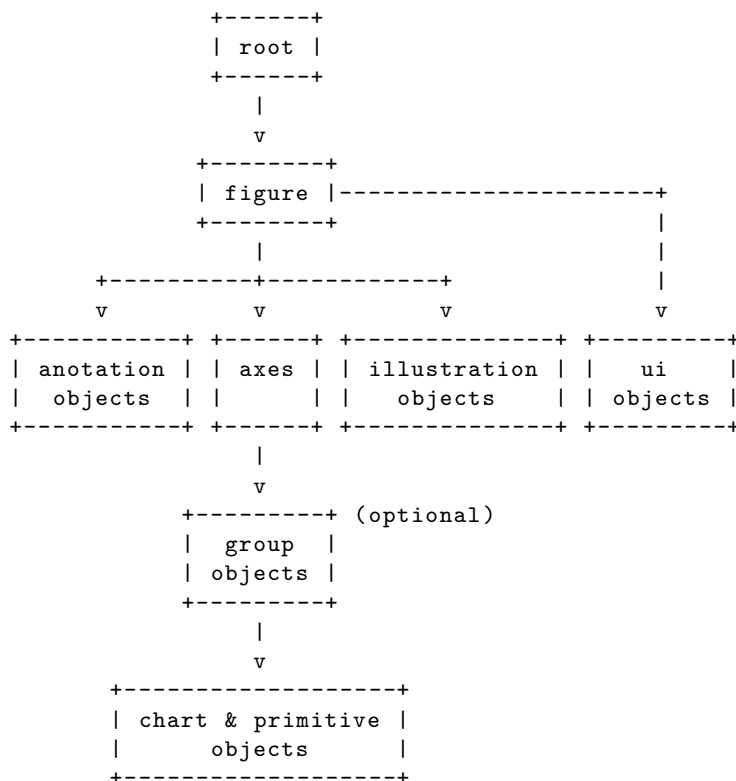 root
figure
anotation objects
axes
illustration objects
ui objects
(optional)
group objects
chart & primitive objects